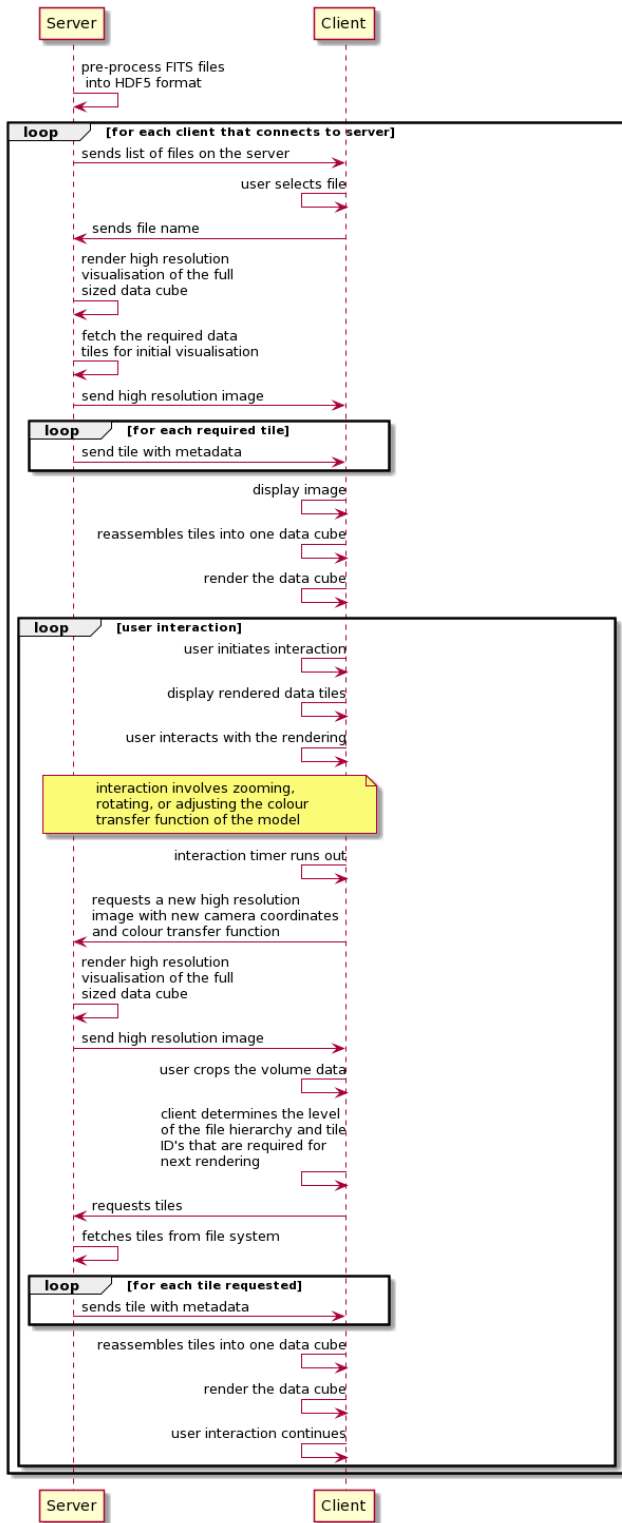 Server
Client
pre-process FITS files
into HDF5 format
loop
[for each client that connects to server]
sends list of files on the server
user selects file
sends file name
render high resolution
visualisation of the full
sized data cube
fetch the required data
tiles for initial visualisation
send high resolution image
loop
[for each required tile]
send tile with metadata
display image
reassembles tiles into one data cube
render the data cube
loop
[user interaction]
user initiates interaction
display rendered data tiles
user interacts with the rendering
interaction involves zooming,
rotating, or adjusting the colour
transfer function of the model
interaction timer runs out
requests a new high resolution
image with new camera coordinates
and colour transfer function
render high resolution
visualisation of the full
sized data cube
send high resolution image
user crops the volume data
client determines the level
of the file hierarchy and tile
ID's that are required for
next rendering
requests tiles
fetches tiles from file system
loop
[for each tile requested]
sends tile with metadata
reassembles tiles into one data cube
render the data cube
user interaction continues
Server
Client